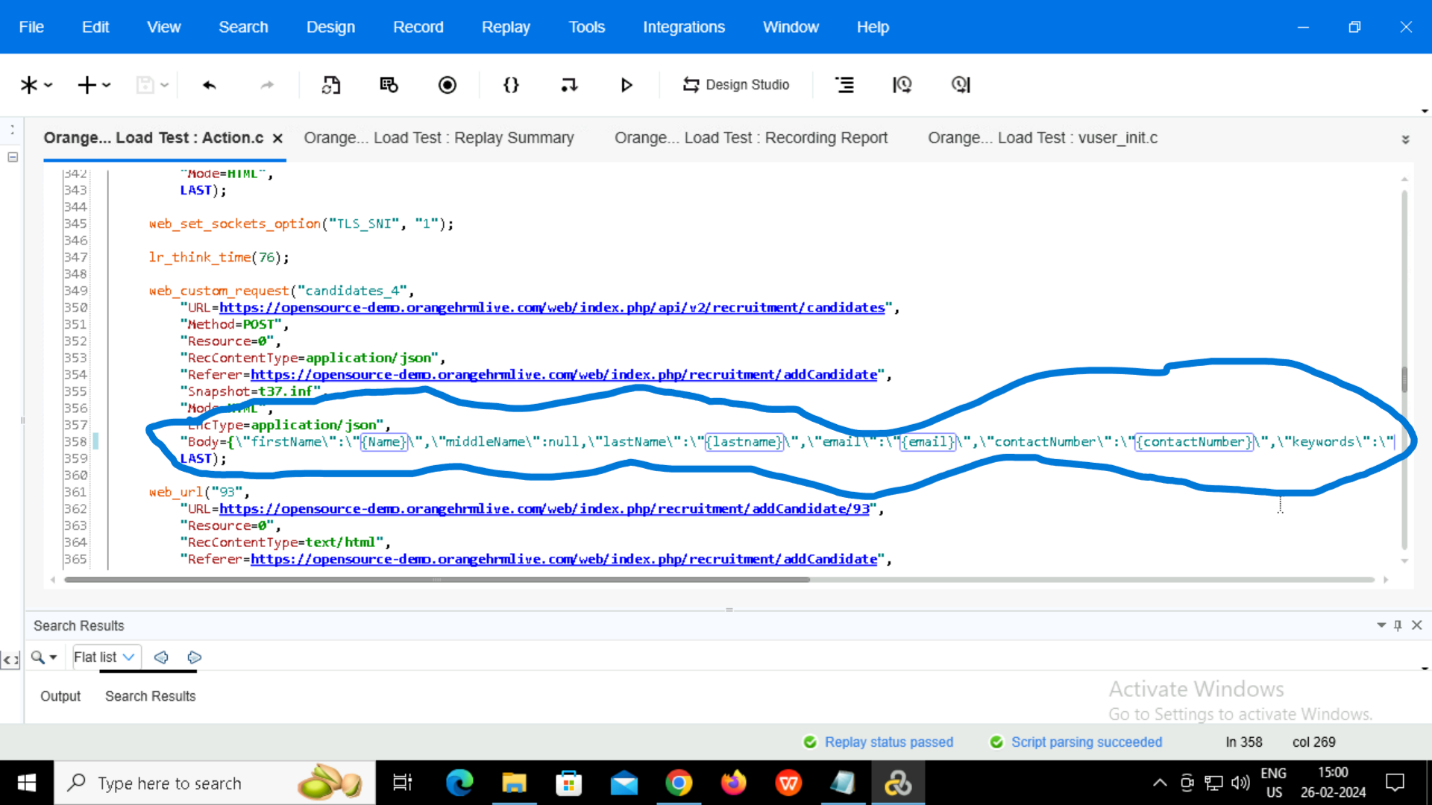 File Edit View Search Design Record Replay Tools Integrations Window Help
Design Studio
Orange... Load Test : Action.c Orange... Load Test : Replay Summary Orange... Load Test : Recording Report Orange... Load Test : vuser_init.c
342 "Mode=HTML",
343 LAST);
344
345 web_set_sockets_option("TLS_SNI", "1");
346
347 lr_think_time(76);
348
349 web_custom_request("candidates_4",
350 "URL=https://opensource-demo.orangehrmlive.com/web/index.php/api/v2/recruitment/candidates",
351 "Method=POST",
352 "Resource=0",
353 "RecContentType=application/json",
354 "Referer=https://opensource-demo.orangehrmlive.com/web/index.php/recruitment/addCandidate",
355 "Snapshot=t37.inf",
356 "Mode=HTML",
357 "EncType=application/json",
358 "Body={\"firstName\":\"{Name}\",\"middleName\":null,\"lastName\":\"{lastname}\",\"email\":\"{email}\",\"contactNumber\":\"{contactNumber}\",\"keywords\":\"
359 LAST);
360
361 web_url("93",
362 "URL=https://opensource-demo.orangehrmlive.com/web/index.php/recruitment/addCandidate/93",
363 "Resource=0",
364 "RecContentType=text/html",
365 "Referer=https://opensource-demo.orangehrmlive.com/web/index.php/recruitment/addCandidate",
Search Results
Flat list
Output Search Results
Activate Windows
Go to Settings to activate Windows.
Replay status passed Script parsing succeeded ln 358 col 269
Type here to search
ENG 15:00
US 26-02-2024